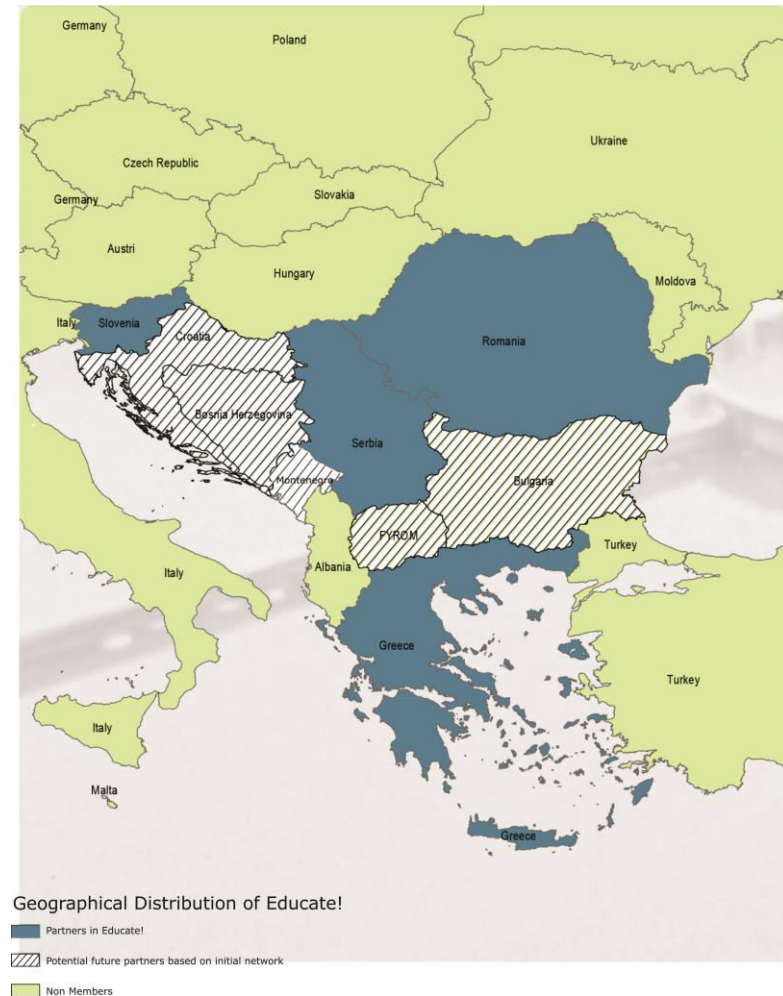 Germany
Poland
Ukraine
Czech Republic
Slovakia
Germany
Austri
Hungary
Moldova
Italy
Slovenia
Croatia
Romania
Bosnia Herzegovina
Serbia
Montenegro
Bulgaria
FYROM
Turkey
Albania
Italy
Greece
Turkey
Italy
Malta
Greece
Geographical Distribution of Educate!
Partners in Educate!
Potential future partners based on initial network
Non Members